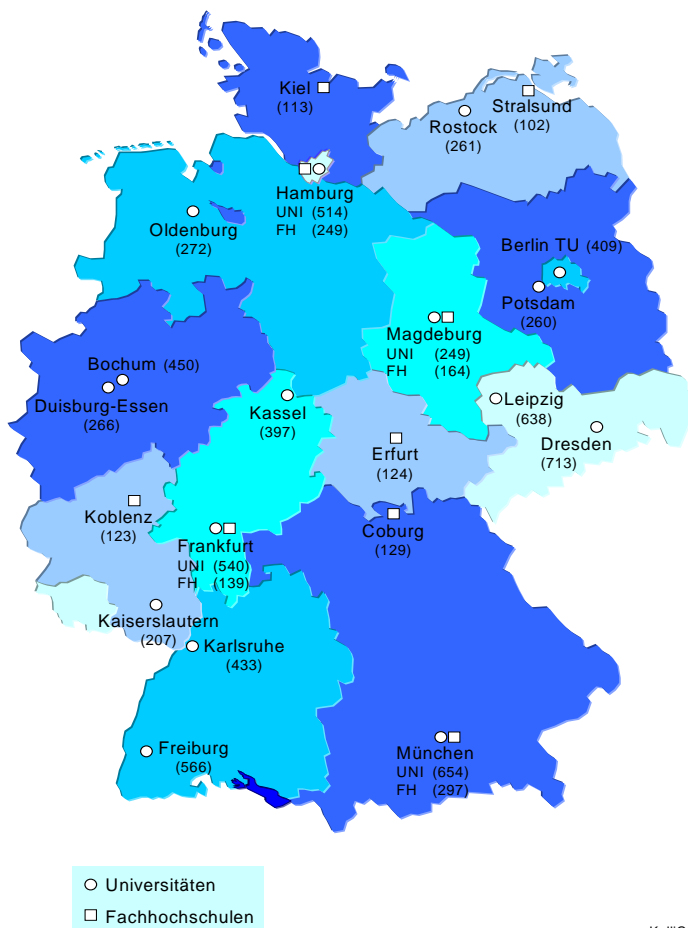 Kiel
(113)
Stralsund
(102)
Rostock
(261)
Hamburg
UNI (514)
FH (249)
Oldenburg
(272)
Berlin TU (409)
Potsdam
(260)
Magdeburg
UNI (249)
FH (164)
Bochum (450)
Duisburg-Essen
(266)
Kassel
(397)
Leipzig
(638)
Dresden
(713)
Erfurt
(124)
Koblenz
(123)
Coburg
(129)
Frankfurt
UNI (540)
FH (139)
Kaiserslautern
(207)
Karlsruhe
(433)
Freiburg
(566)
München
UNI (654)
FH (297)
Universitäten
Fachhochschulen